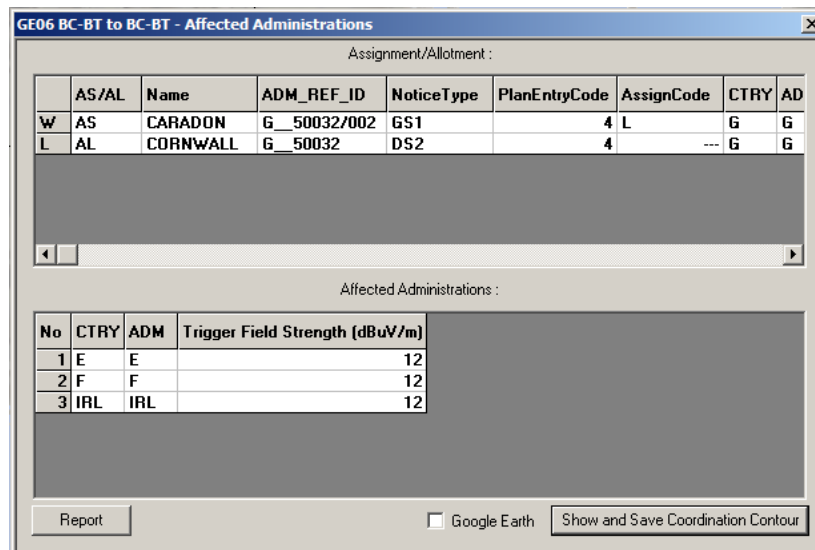 GE06 BC-BT to BC-BT - Affected Administrations
Assignment/Allotment :
AS/AL Name ADM_REF_ID NoticeType PlanEntryCode AssignCode CTRY AD
W AS CARADON G__50032/002 GS1 4 L G G
L AL CORNWALL G__50032 DS2 4 --- G G
Affected Administrations :
No CTRY ADM Trigger Field Strength (dBuV/m)
1 E E 12
2 F F 12
3 IRL IRL 12
Report Google Earth Show and Save Coordination Contour